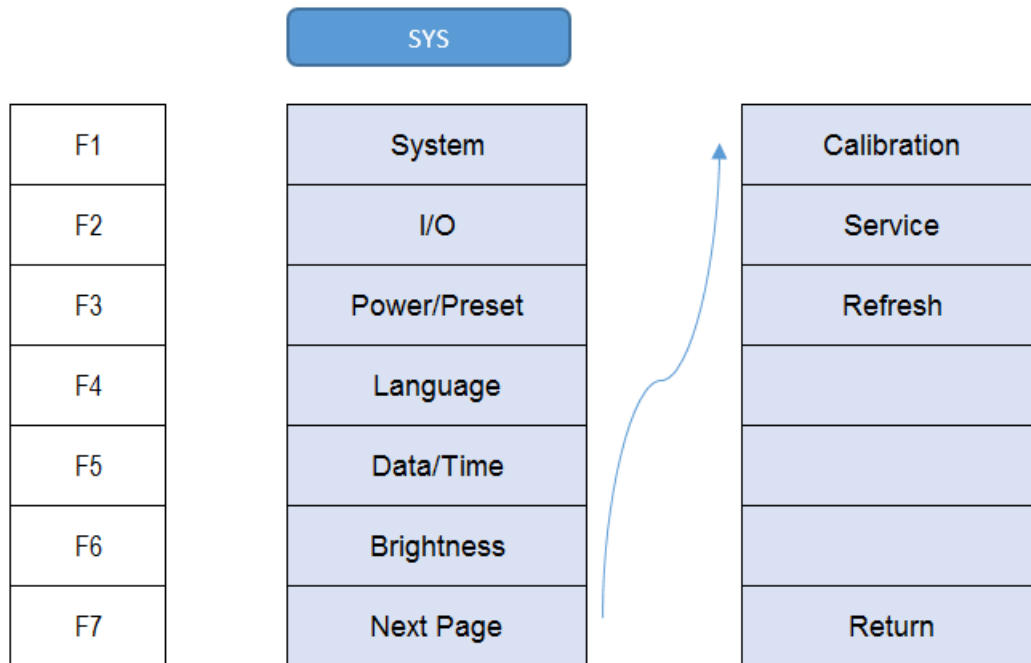 SYS
F1 System Calibration
F2 I/O Service
F3 Power/Preset Refresh
F4 Language
F5 Data/Time
F6 Brightness
F7 Next Page Return